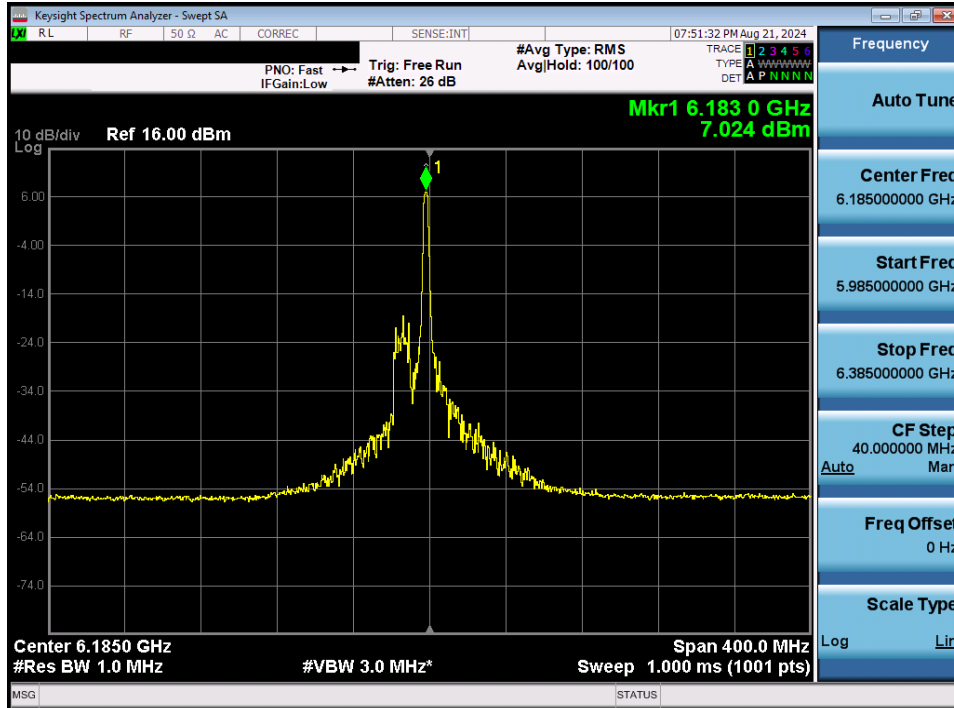 Keysight Spectrum Analyzer - Swept SA
LXI RL RF 50 Ω AC CORREC SENSE:INT 07:51:32 PM Aug 21, 2024
PNO: Fast
IFGain:Low
Trig: Free Run
#Atten: 26 dB
#Avg Type: RMS
Avg|Hold: 100/100
TRACE 1 2 3 4 5 6
TYPE A WWWWW
DET A P N N N N
Mkr1 6.183 0 GHz
7.024 dBm
10 dB/div Ref 16.00 dBm
Log
1
6.00
-4.00
-14.0
-24.0
-34.0
-44.0
-54.0
-64.0
-74.0
Center 6.1850 GHz Span 400.0 MHz
#Res BW 1.0 MHz #VBW 3.0 MHz* Sweep 1.000 ms (1001 pts)
MSG STATUS
Frequency
Auto Tune
Center Freq
6.185000000 GHz
Start Freq
5.985000000 GHz
Stop Freq
6.385000000 GHz
CF Step
40.000000 MHz
Auto Man
Freq Offset
0 Hz
Scale Type
Log Lin